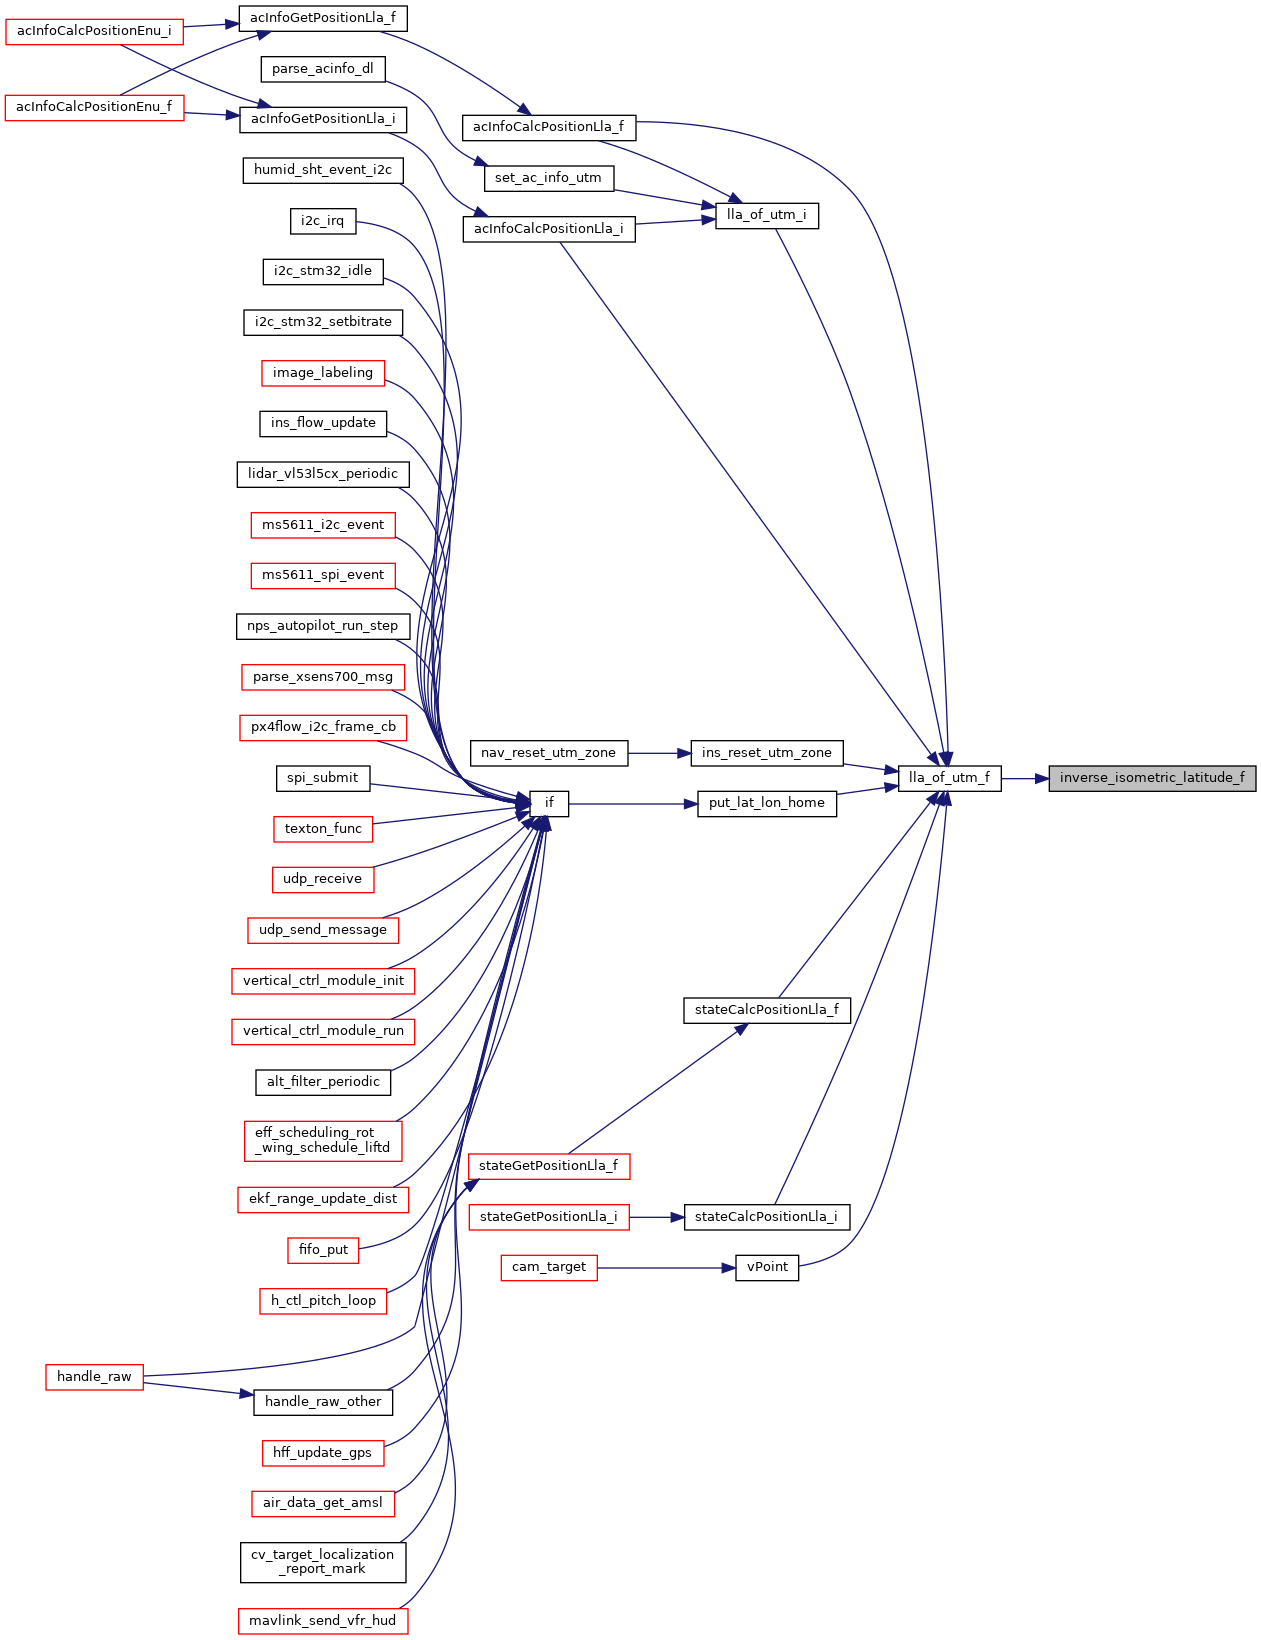 acInfoGetPositionLla_f
acInfoCalcPositionEnu_i
parse_acinfo_dl
acInfoCalcPositionEnu_f
acInfoGetPositionLla_i
acInfoCalcPositionLla_f
humid_sht_event_i2c
set_ac_info_utm
i2c_irq
lla_of_utm_i
acInfoCalcPositionLla_i
i2c_stm32_idle
i2c_stm32_setbitrate
image_labeling
ins_flow_update
lidar_vl53l5cx_periodic
ms5611_i2c_event
ms5611_spi_event
nps_autopilot_run_step
parse_xsens700_msg
px4flow_i2c_frame_cb
nav_reset_utm_zone
ins_reset_utm_zone
spi_submit
lla_of_utm_f
inverse_isometric_latitude_f
if
put_lat_lon_home
texton_func
udp_receive
udp_send_message
vertical_ctrl_module_init
stateCalcPositionLla_f
vertical_ctrl_module_run
alt_filter_periodic
eff_scheduling_rot
_wing_schedule_liftd
stateGetPositionLla_f
ekf_range_update_dist
stateGetPositionLla_i
stateCalcPositionLla_i
fifo_put
cam_target
vPoint
h_ctl_pitch_loop
handle_raw
handle_raw_other
hff_update_gps
air_data_get_amsl
cv_target_localization
_report_mark
mavlink_send_vfr_hud